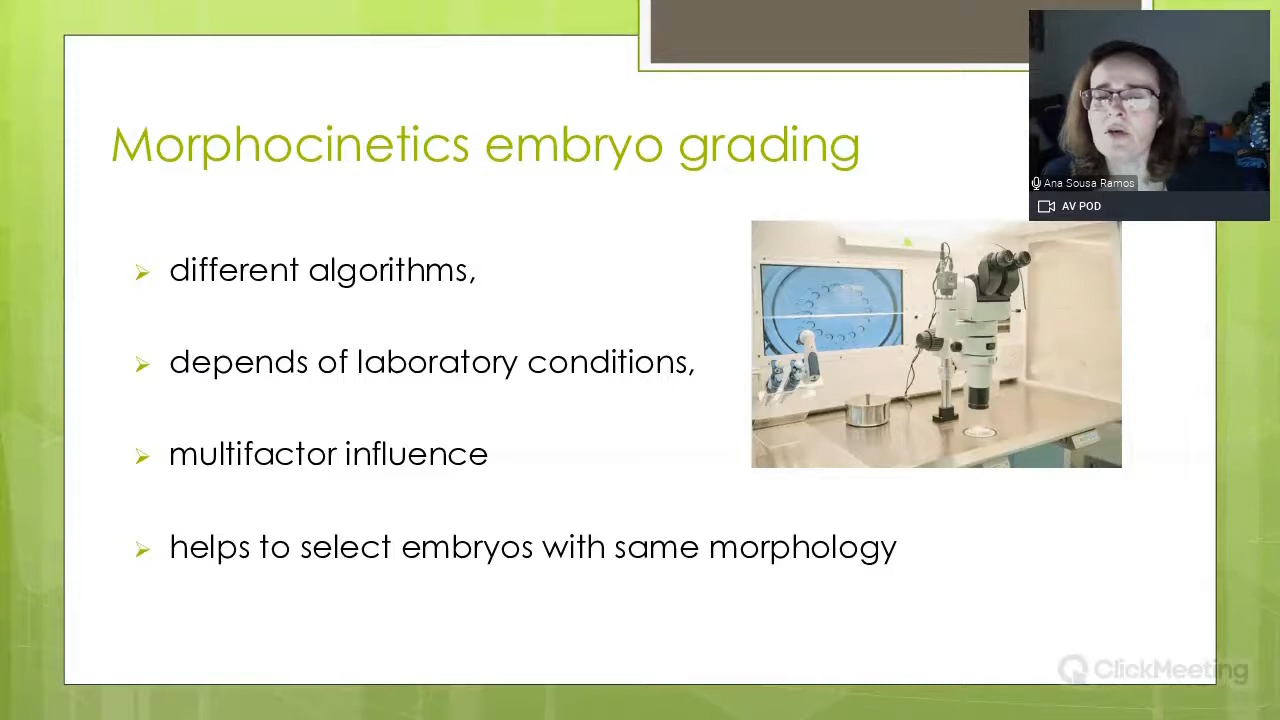 Morphocinetics embryo grading
different algorithms,
depends of laboratory conditions,
multifactor influence
helps to select embryos with same morphology
Ana Sousa Ramos
AV POD
ClickMeeting